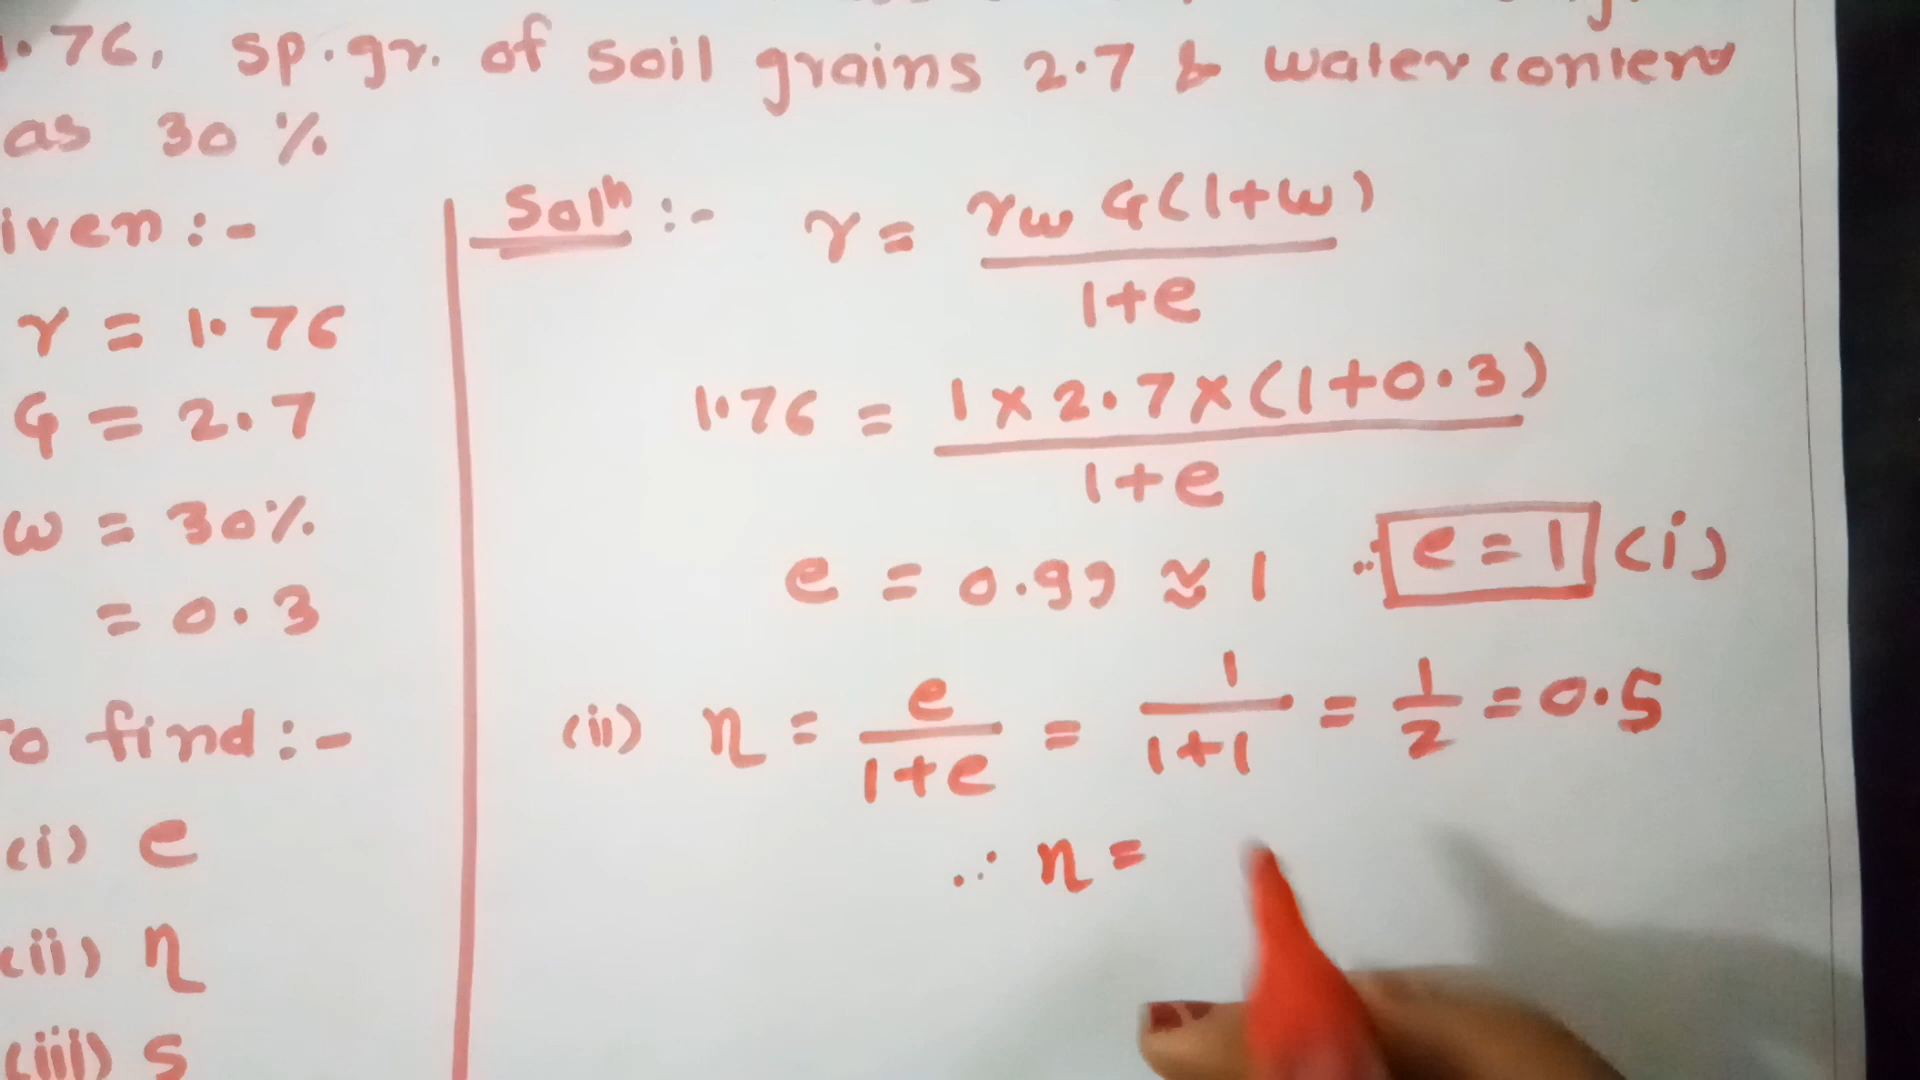 1.76, sp.gr. of soil grains 2.7 & water content
as 30%
iven :-
γ = 1.76
G = 2.7
ω = 30%
= 0.3
To find :-
(i) e
(ii) η
(iii) S
Solⁿ :- γ = γω G(1+ω) / 1+e
1.76 = 1 × 2.7 × (1+0.3) / 1+e
e = 0.99 ≈ 1 ∴ e = 1 (i)
(ii) η = e / 1+e = 1 / 1+1 = 1/2 = 0.5
∴ η =